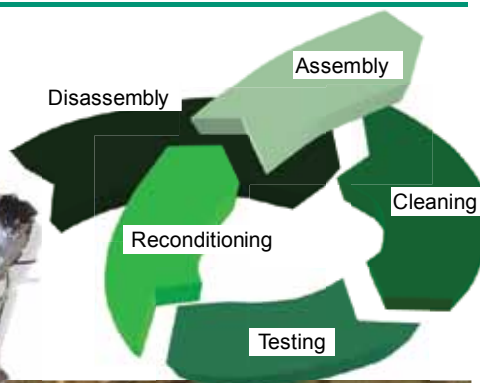 Assembly
Disassembly
Cleaning
Reconditioning
Testing